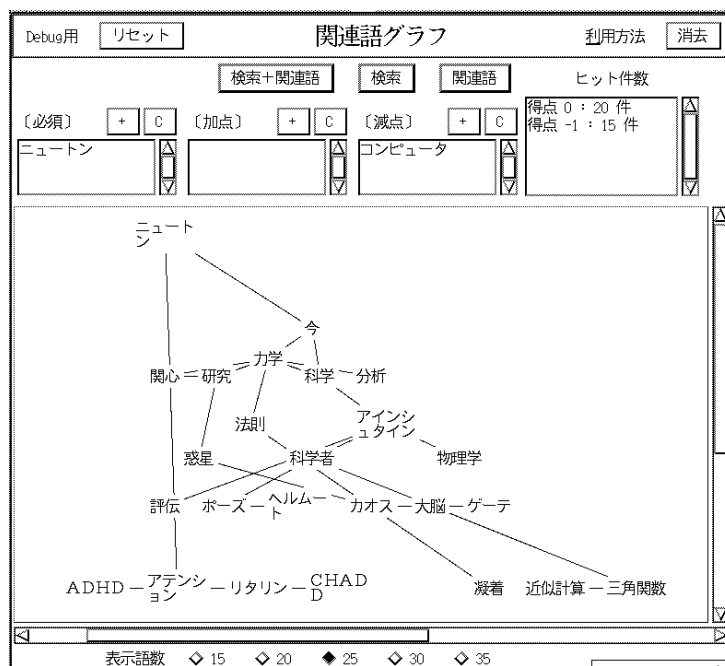 Debug用 リセット 関連語グラフ 利用方法 消去
検索＋関連語 検索 関連語 ヒット件数
〔必須〕 + C 〔加点〕 + C 〔減点〕 + C
得点 0 : 20 件
得点 -1 : 15 件
ニュートン コンピュータ
ニュート
ン
今
力学
関心 研究 科学 分析
法則
アインシ
ュタイン
惑星 科学者 物理学
評伝 ポーズ ヘルムー
ト
カオス 大脳 ゲーテ
ADHD アテンシ
ョン
リタリン CHAD
D
凝着 近似計算 三角関数
表示語数 15 20 25 30 35